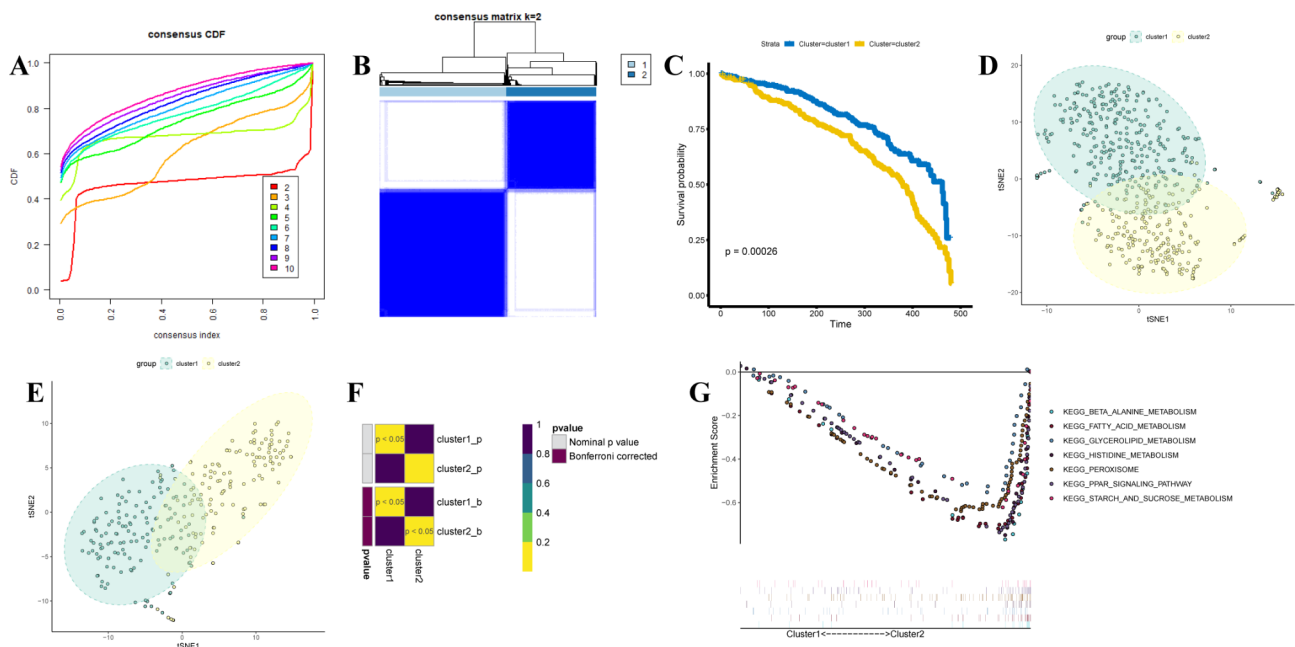 A
consensus CDF
CDF
1.0
0.8
0.6
0.4
0.2
0.0
0.0
0.2
0.4
0.6
0.8
1.0
consensus index
2
3
4
5
6
7
8
9
10
B
consensus matrix k=2
1
2
C
Strata Cluster=cluster1 Cluster=cluster2
Survival probability
1.00
0.75
0.50
0.25
0.00
p = 0.00026
0 100 200 300 400 500
Time
D
group cluster1 cluster2
tSNE2
20
10
0
−10
−20
−10 0 10
tSNE1
E
group cluster1 cluster2
tSNE2
10
5
0
−5
−10
−10 0 10
tSNE1
F
p < 0.05 cluster1_p
cluster2_p
p < 0.05 cluster1_b
p < 0.05 cluster2_b
pvalue
cluster1
cluster2
1
0.8
0.6
0.4
0.2
pvalue
Nominal p value
Bonferroni corrected
G
Enrichment Score
0.0
−0.2
−0.4
−0.6
KEGG_BETA_ALANINE_METABOLISM
KEGG_FATTY_ACID_METABOLISM
KEGG_GLYCEROLIPID_METABOLISM
KEGG_HISTIDINE_METABOLISM
KEGG_PEROXISOME
KEGG_PPAR_SIGNALING_PATHWAY
KEGG_STARCH_AND_SUCROSE_METABOLISM
Cluster1<------------->Cluster2